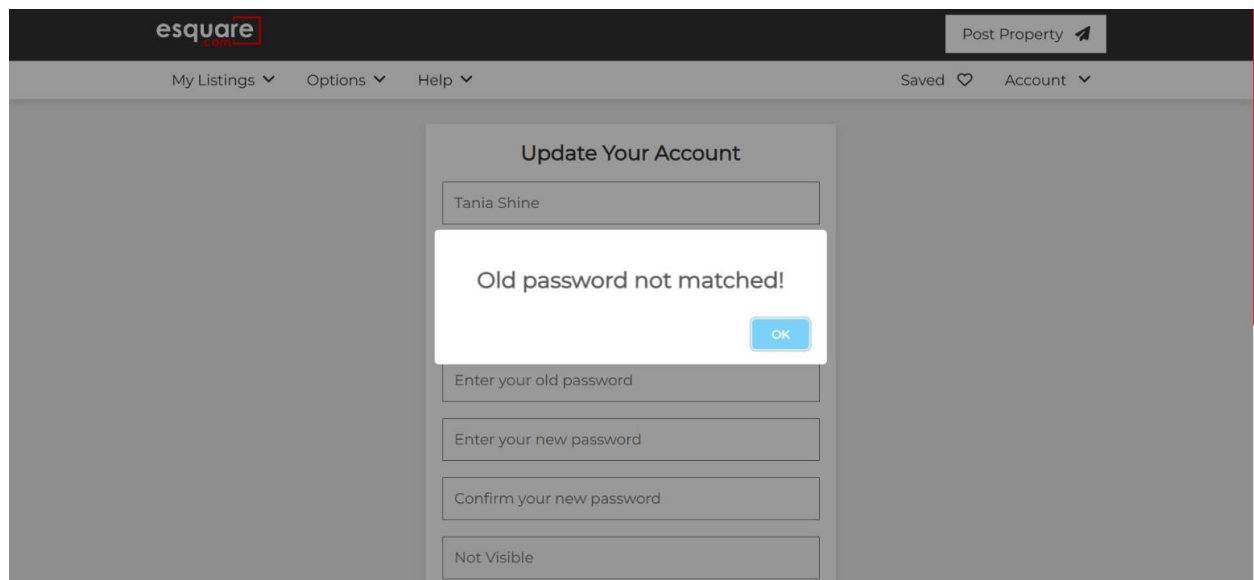 esquare
.com
Post Property
My Listings
Options
Help
Saved
Account
Update Your Account
Tania Shine
Old password not matched!
OK
Enter your old password
Enter your new password
Confirm your new password
Not Visible